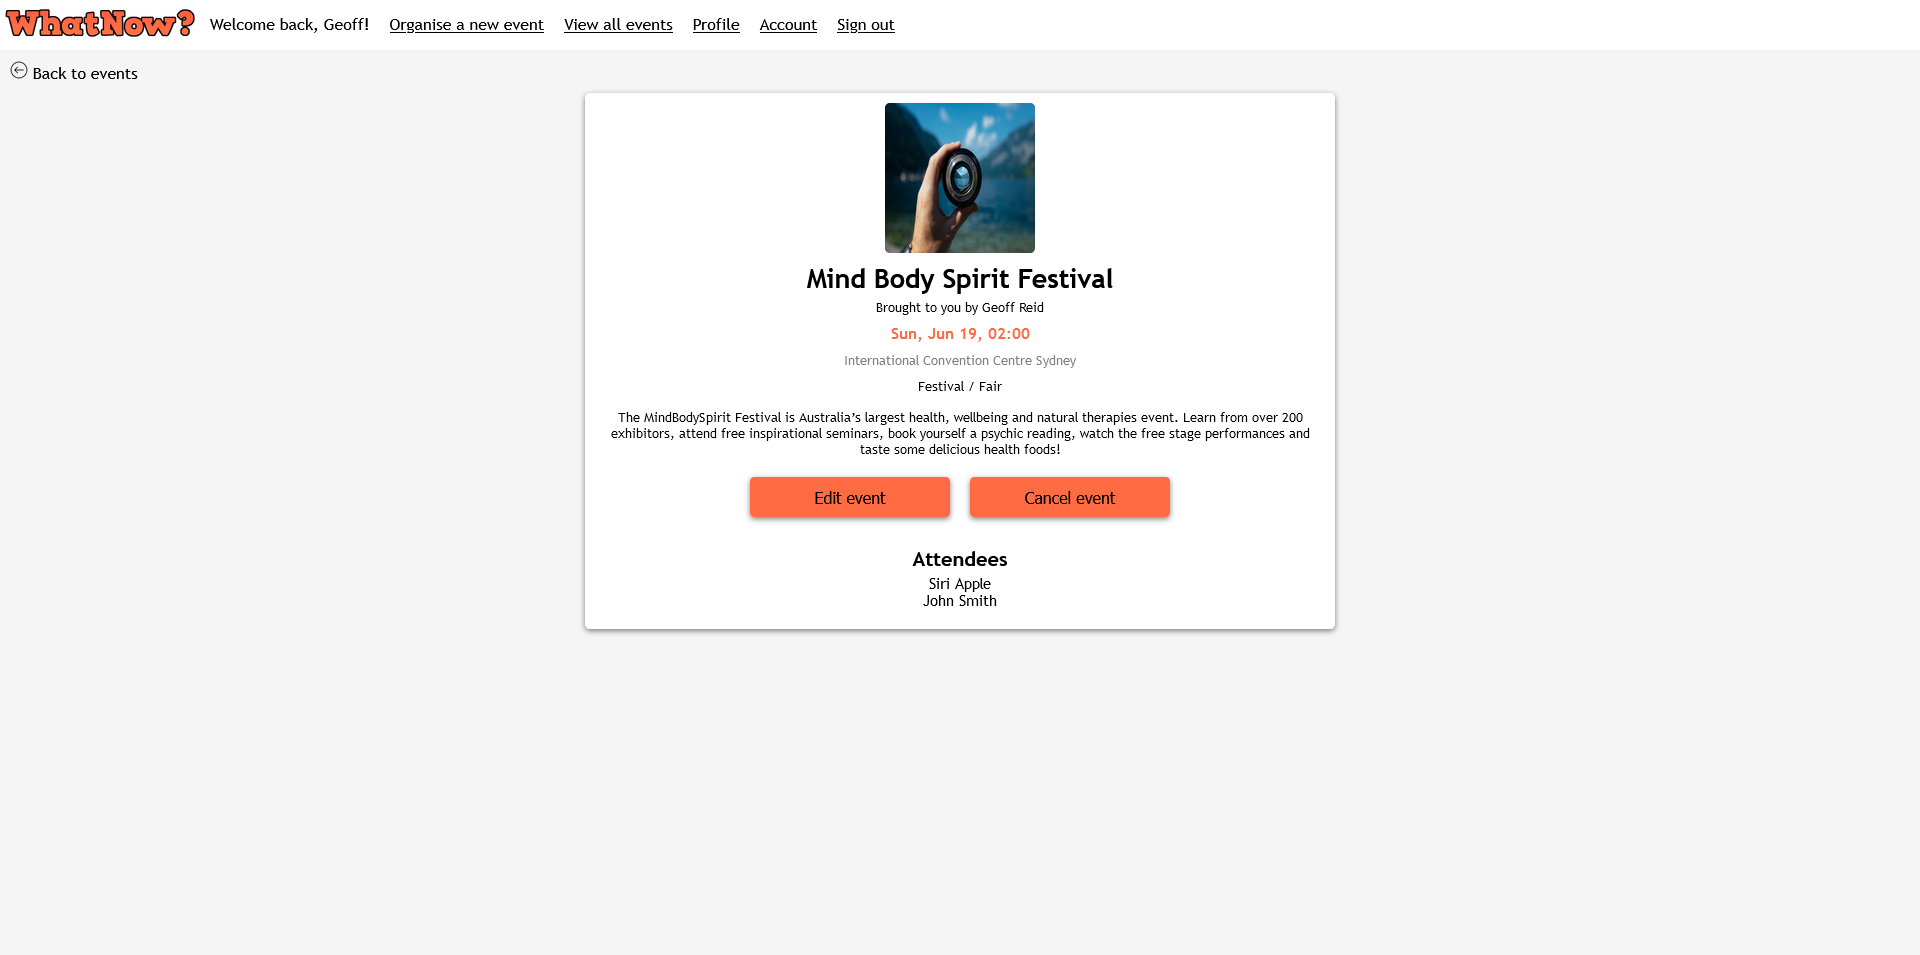 WhatNow? Welcome back, Geoff! Organise a new event View all events Profile Account Sign out
Back to events
Mind Body Spirit Festival
Brought to you by Geoff Reid
Sun, Jun 19, 02:00
International Convention Centre Sydney
Festival / Fair
The MindBodySpirit Festival is Australia’s largest health, wellbeing and natural therapies event. Learn from over 200
exhibitors, attend free inspirational seminars, book yourself a psychic reading, watch the free stage performances and
taste some delicious health foods!
Edit event Cancel event
Attendees
Siri Apple
John Smith